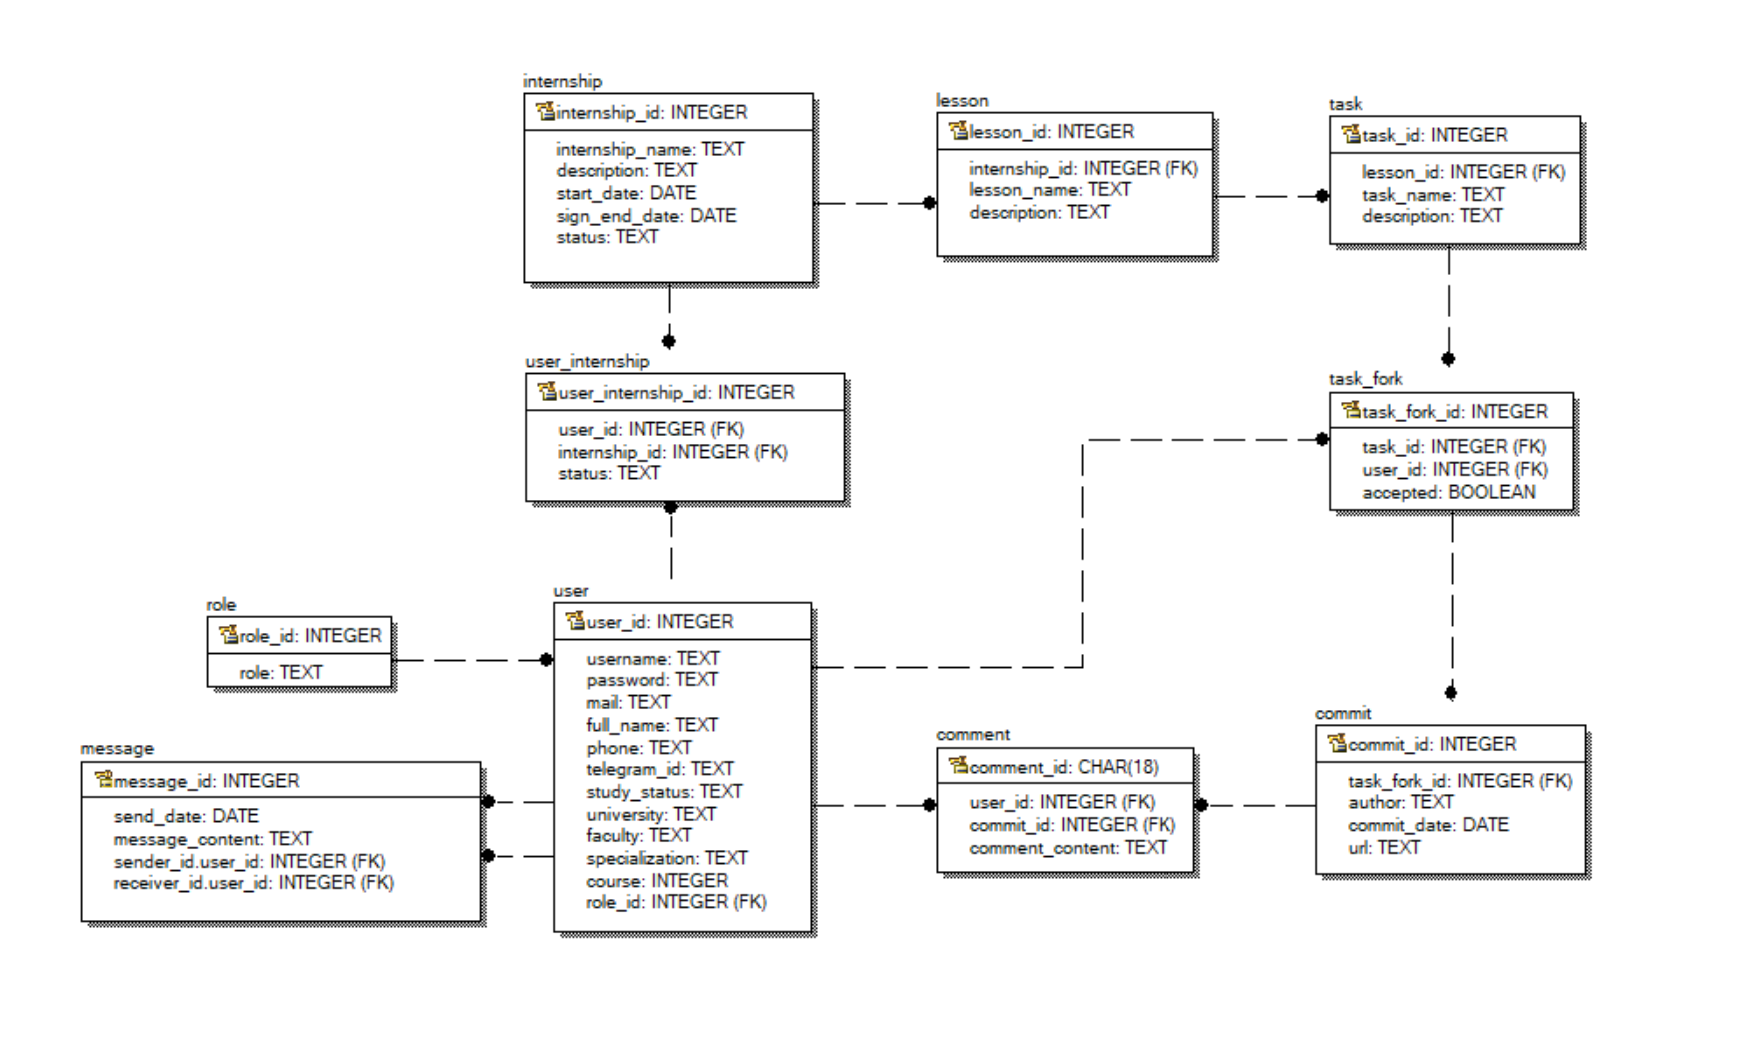 internship
internship_id: INTEGER
internship_name: TEXT
description: TEXT
start_date: DATE
sign_end_date: DATE
status: TEXT
lesson
lesson_id: INTEGER
internship_id: INTEGER (FK)
lesson_name: TEXT
description: TEXT
task
task_id: INTEGER
lesson_id: INTEGER (FK)
task_name: TEXT
description: TEXT
user_internship
user_internship_id: INTEGER
user_id: INTEGER (FK)
internship_id: INTEGER (FK)
status: TEXT
task_fork
task_fork_id: INTEGER
task_id: INTEGER (FK)
user_id: INTEGER (FK)
accepted: BOOLEAN
role
role_id: INTEGER
role: TEXT
user
user_id: INTEGER
username: TEXT
password: TEXT
mail: TEXT
full_name: TEXT
phone: TEXT
telegram_id: TEXT
study_status: TEXT
university: TEXT
faculty: TEXT
specialization: TEXT
course: INTEGER
role_id: INTEGER (FK)
message
message_id: INTEGER
send_date: DATE
message_content: TEXT
sender_id.user_id: INTEGER (FK)
receiver_id.user_id: INTEGER (FK)
comment
comment_id: CHAR(18)
user_id: INTEGER (FK)
commit_id: INTEGER (FK)
comment_content: TEXT
commit
commit_id: INTEGER
task_fork_id: INTEGER (FK)
author: TEXT
commit_date: DATE
url: TEXT